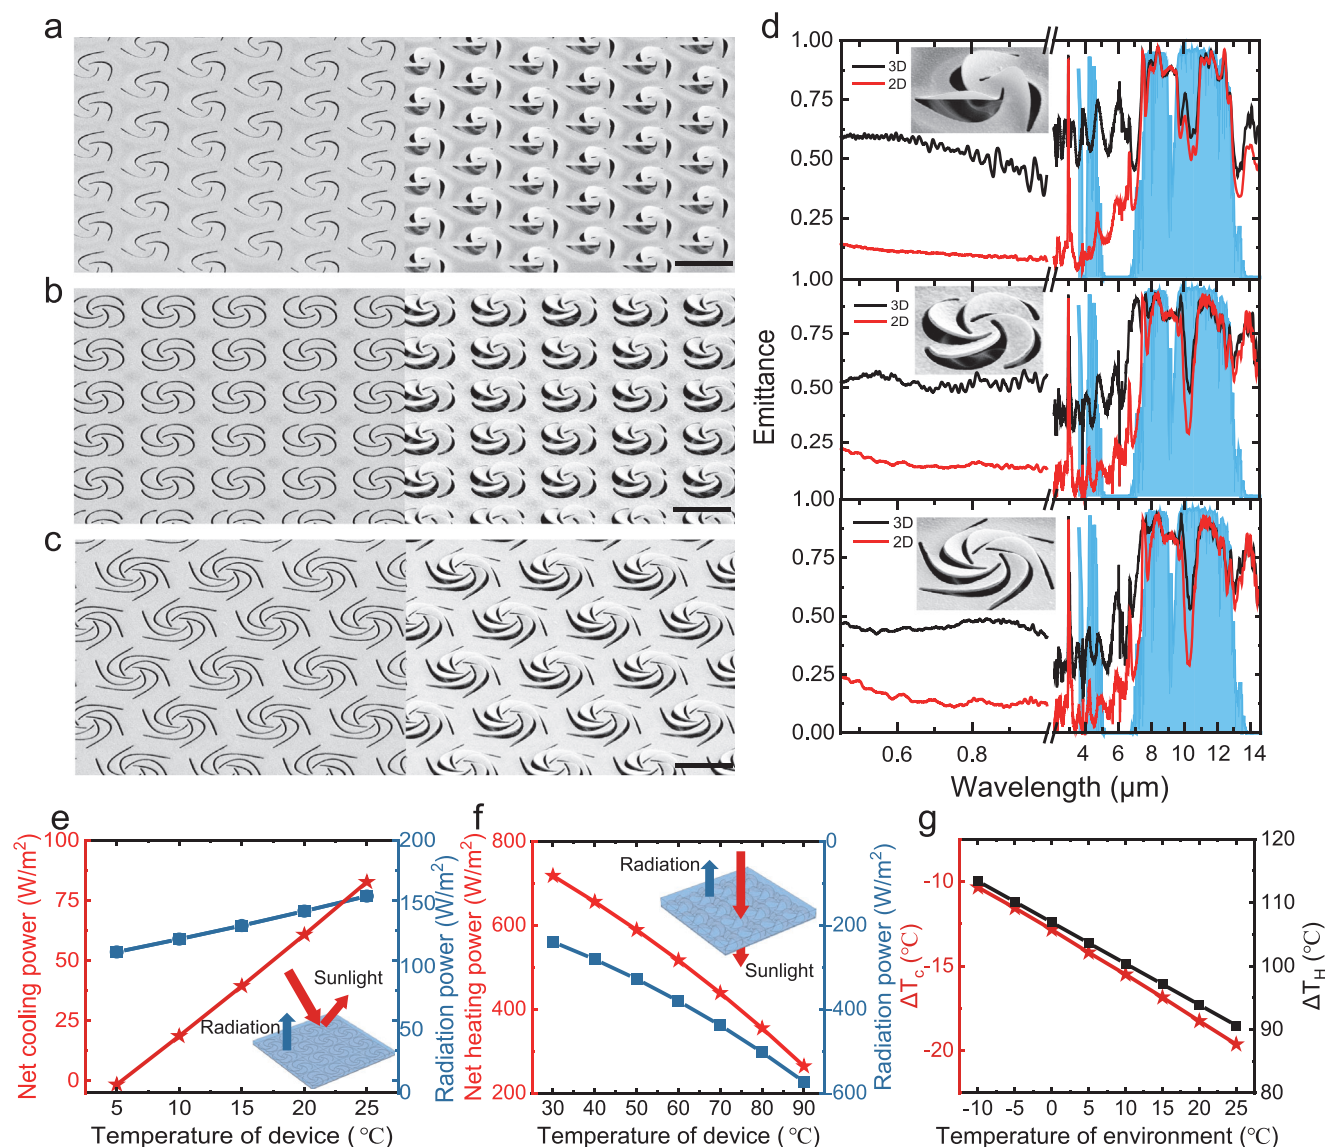 a
b
c
d
1.00
0.75
0.50
0.25
1.00
0.75
0.50
0.25
1.00
0.75
0.50
0.25
0.00
3D
2D
3D
2D
3D
2D
Emittance
0.6
0.8
4
6
8
10
12
14
Wavelength (μm)
e
100
75
50
25
0
200
150
100
50
0
Net cooling power (W/m²)
Radiation power (W/m²)
Sunlight
Radiation
5
10
15
20
25
Temperature of device (℃)
f
800
600
400
200
0
-200
-400
-600
Net heating power (W/m²)
Radiation power (W/m²)
Radiation
Sunlight
30
40
50
60
70
80
90
Temperature of device (℃)
g
-10
-15
-20
120
110
100
90
80
ΔT_c (℃)
ΔT_H (℃)
-10
-5
0
5
10
15
20
25
Temperature of environment (℃)